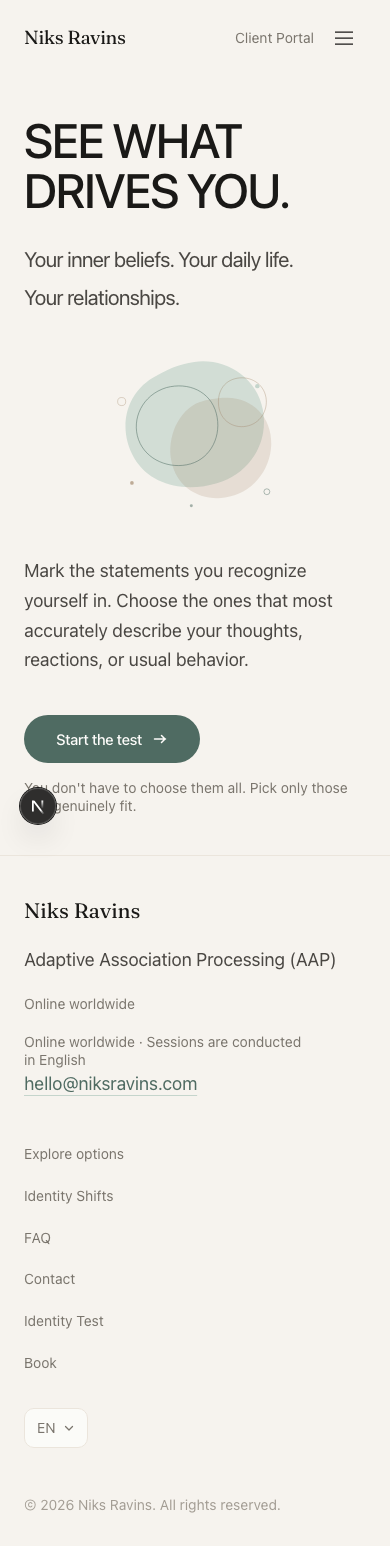 Niks Ravins
Client Portal
SEE WHAT
DRIVES YOU.
Your inner beliefs. Your daily life.
Your relationships.
Mark the statements you recognize
yourself in. Choose the ones that most
accurately describe your thoughts,
reactions, or usual behavior.
Start the test →
You don't have to choose them all. Pick only those
genuinely fit.
N
Niks Ravins
Adaptive Association Processing (AAP)
Online worldwide
Online worldwide · Sessions are conducted
in English
hello@niksravins.com
Explore options
Identity Shifts
FAQ
Contact
Identity Test
Book
EN
© 2026 Niks Ravins. All rights reserved.